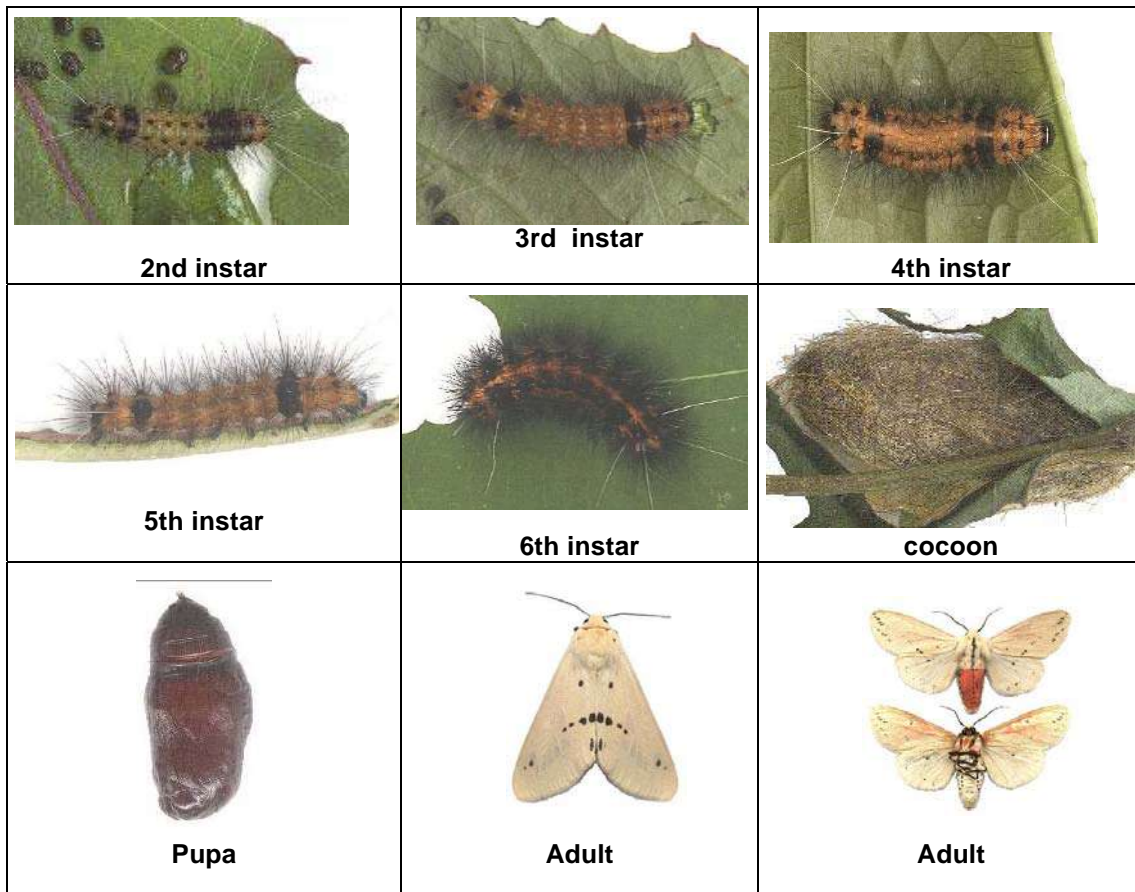 2nd instar
3rd instar
4th instar
5th instar
6th instar
cocoon
Pupa
Adult
Adult